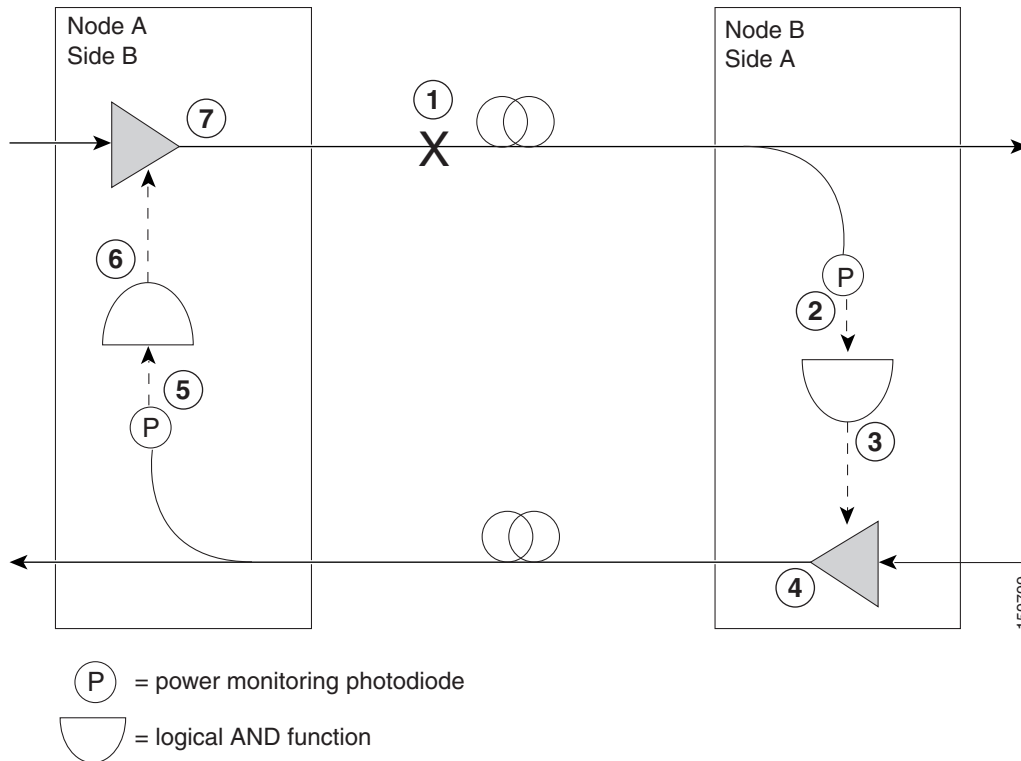 Node A
Side B
Node B
Side A
1
7
6
P
2
5
3
P
4
P = power monitoring photodiode
= logical AND function